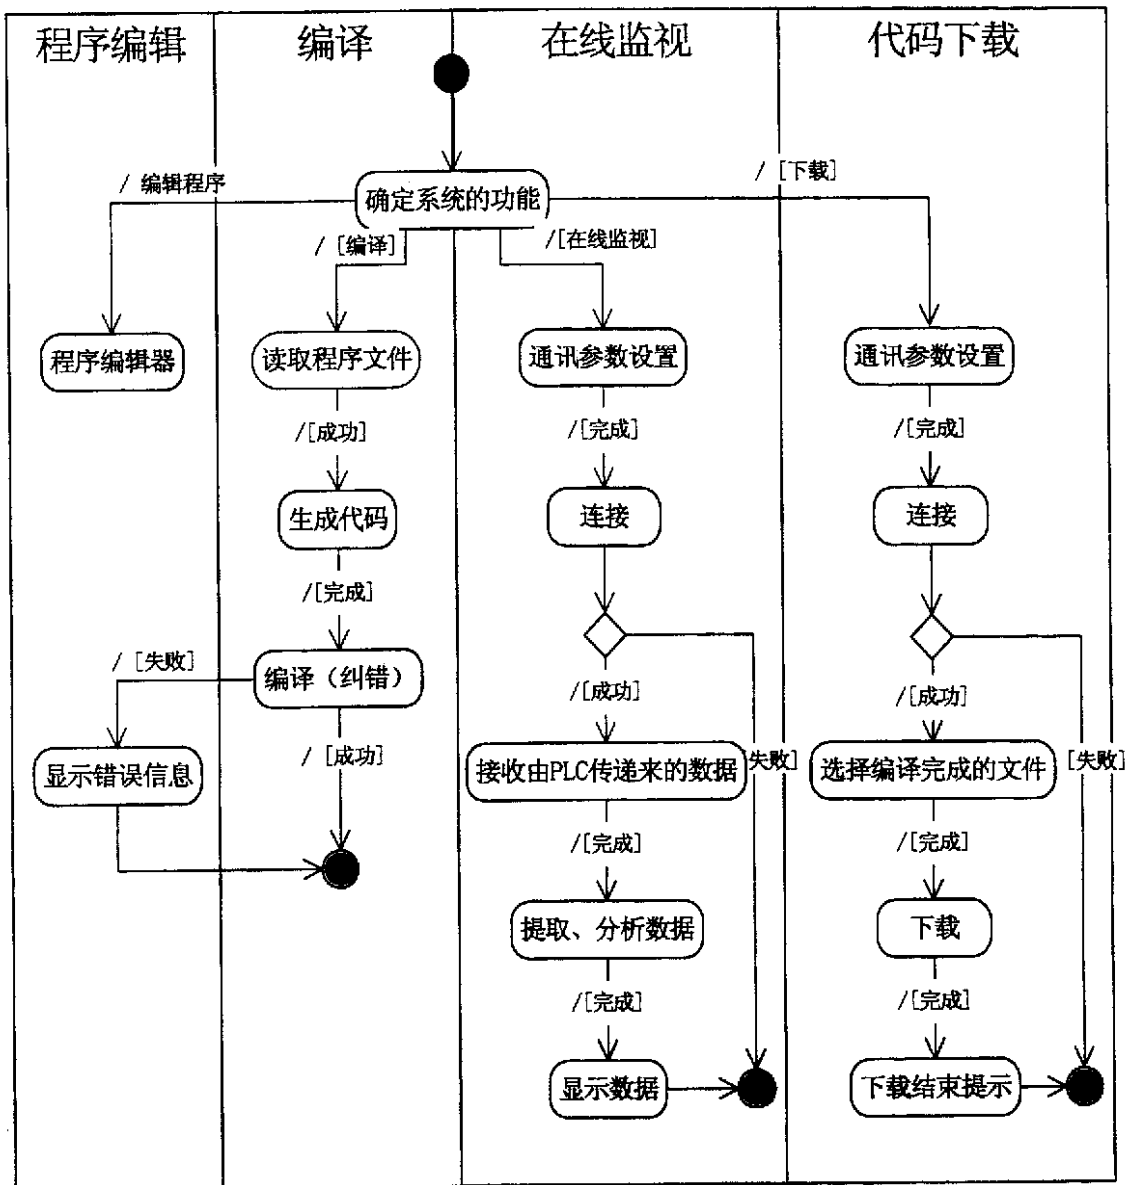 程序编辑
编译
在线监视
代码下载
/ 编辑程序
确定系统的功能
/ [下载]
/ [编译]
/[在线监视]
程序编辑器
读取程序文件
通讯参数设置
通讯参数设置
/[成功]
/[完成]
/[完成]
生成代码
连接
连接
/[完成]
/ [失败]
编译（纠错）
/[成功]
/[成功]
/ [成功]
显示错误信息
接收由PLC传递来的数据
[失败]
选择编译完成的文件
[失败]
/[完成]
/[完成]
提取、分析数据
下载
/[完成]
/[完成]
显示数据
下载结束提示